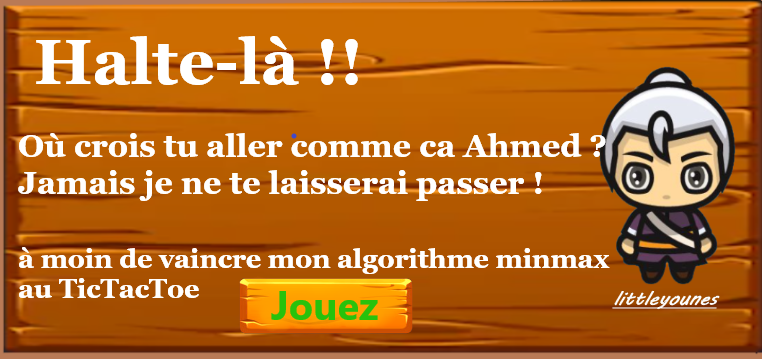 Halte-là !!
Où crois tu aller comme ca Ahmed ?
Jamais je ne te laisserai passer !
à moin de vaincre mon algorithme minmax
au TicTacToe
Jouez
littleyounes